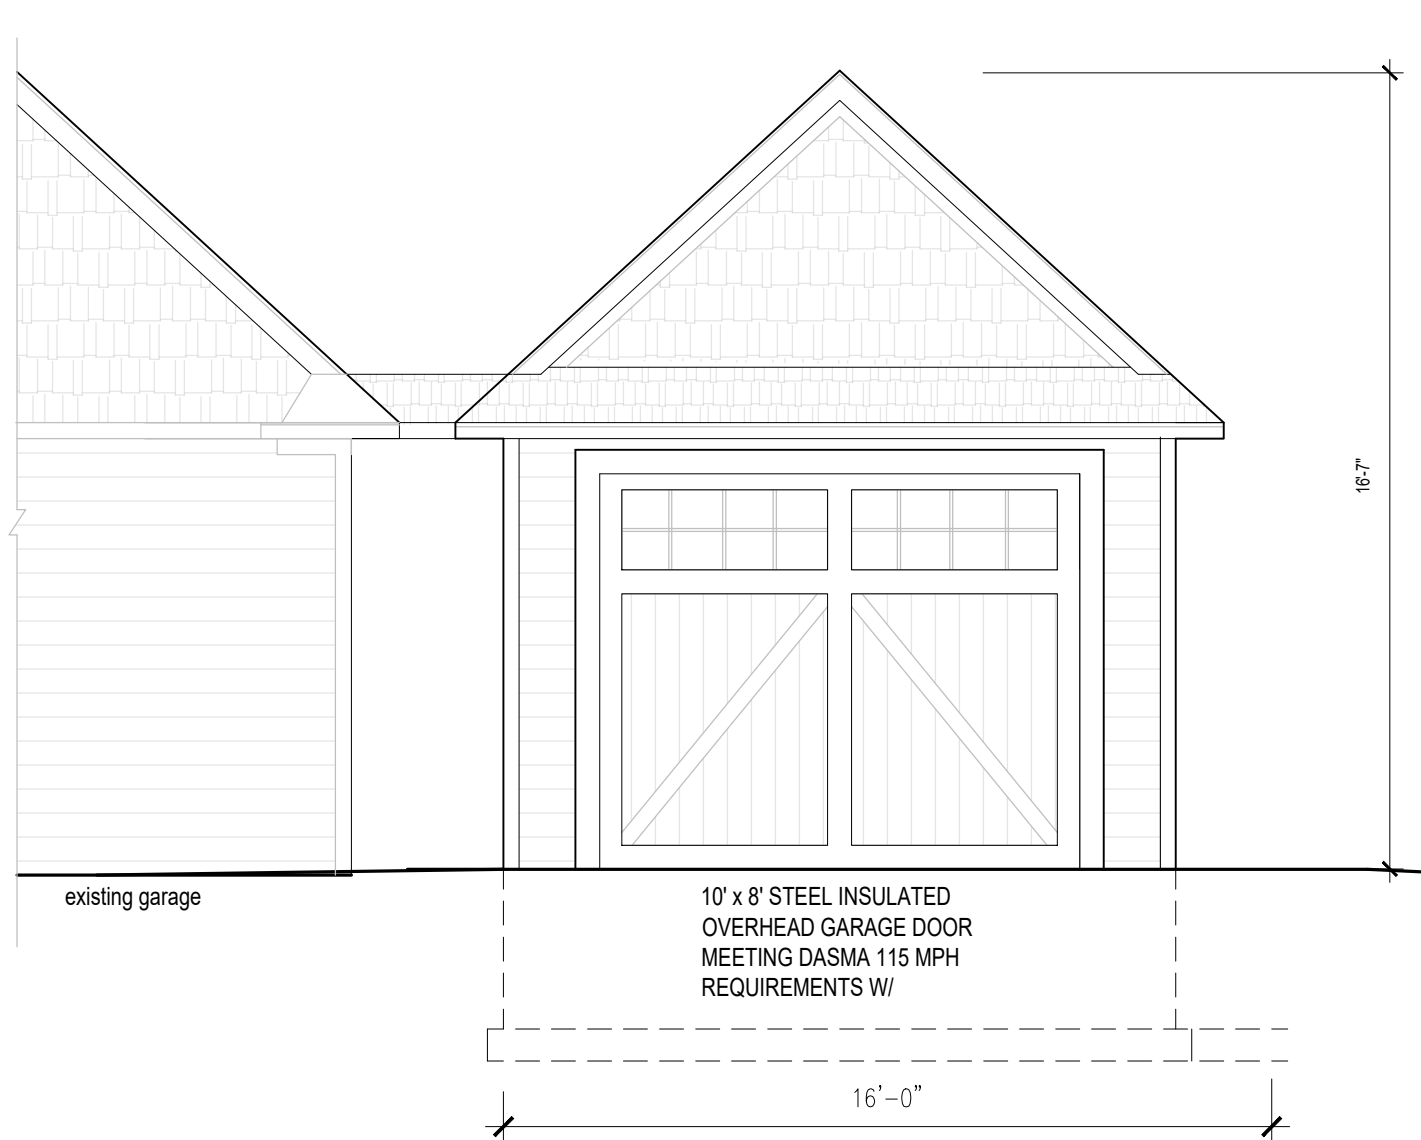 16'-7"
existing garage
10' x 8' STEEL INSULATED
OVERHEAD GARAGE DOOR
MEETING DASMA 115 MPH
REQUIREMENTS W/
16'-0"